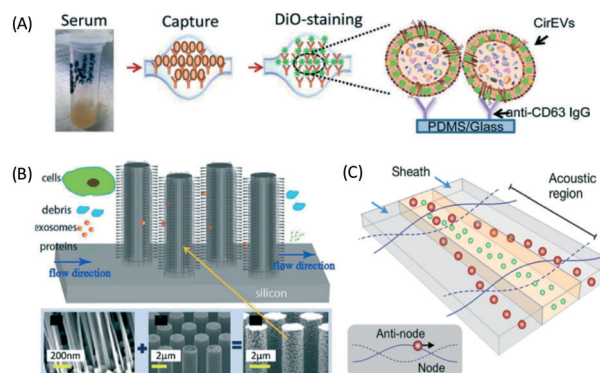 (A)
Serum
Capture
DiO-staining
CirEVs
anti-CD63 IgG
PDMS/Glass
(B)
cells
debris
exosomes
proteins
flow direction
flow direction
silicon
200nm
+
2μm
=
2μm
(C)
Sheath
Acoustic
region
Anti-node
Node